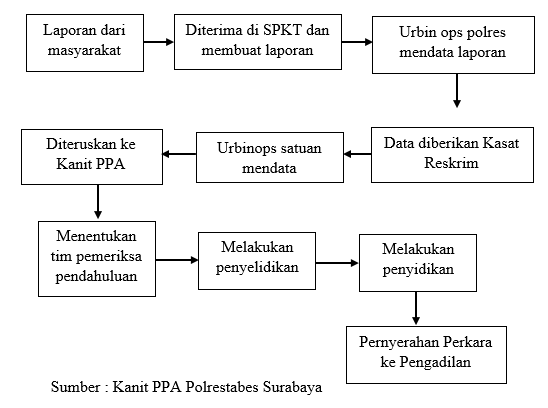 Laporan dari
masyarakat
Diterima di SPKT dan
membuat laporan
Urbin ops polres
mendata laporan
Data diberikan Kasat
Reskrim
Urbinops satuan
mendata
Diteruskan ke
Kanit PPA
Menentukan
tim pemeriksa
pendahuluan
Melakukan
penyelidikan
Melakukan
penyidikan
Pernyerahan Perkara
ke Pengadilan
Sumber : Kanit PPA Polrestabes Surabaya